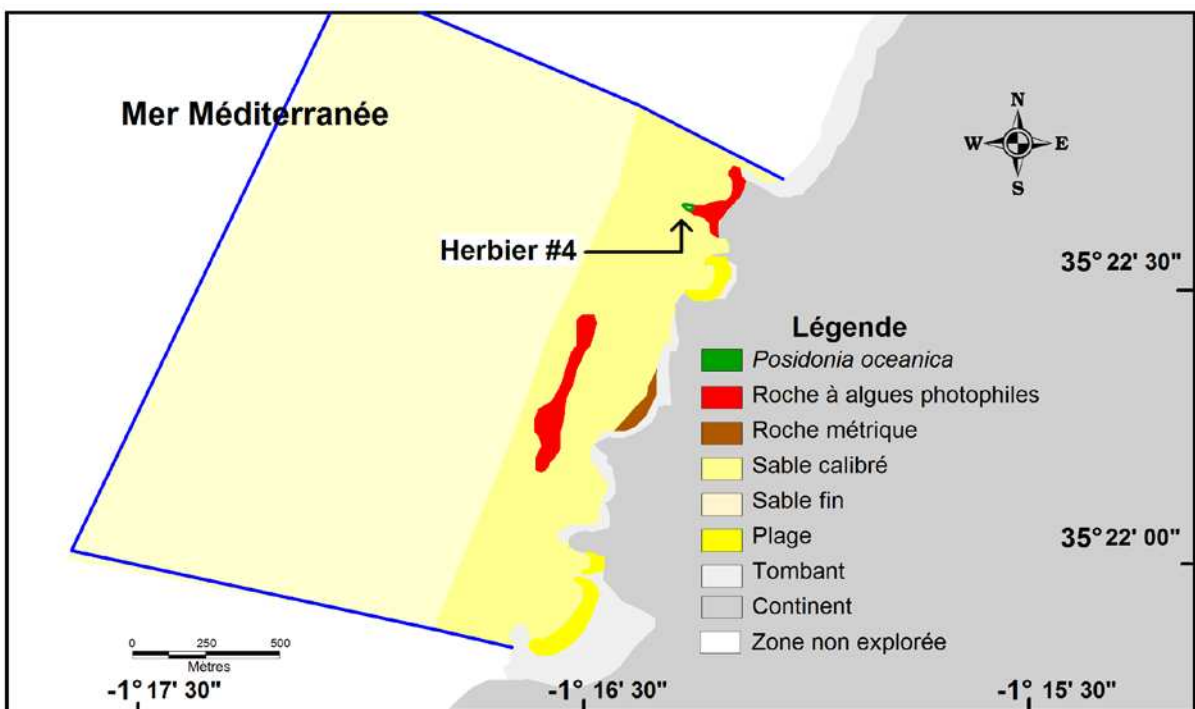 Mer Méditerranée
N
W E
S
Herbier #4
35° 22' 30"
Légende
Posidonia oceanica
Roche à algues photophiles
Roche métrique
Sable calibré
Sable fin
Plage
Tombant
Continent
Zone non explorée
35° 22' 00"
0 250 500
Mètres
-1° 17' 30" -1° 16' 30" -1° 15' 30"